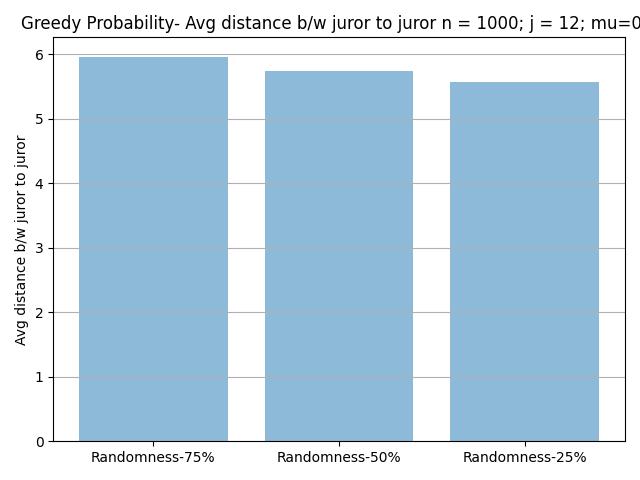 Greedy Probability- Avg distance b/w juror to juror n = 1000; j = 12; mu=0
Avg distance b/w juror to juror
6
5
4
3
2
1
0
Randomness-75% Randomness-50% Randomness-25%